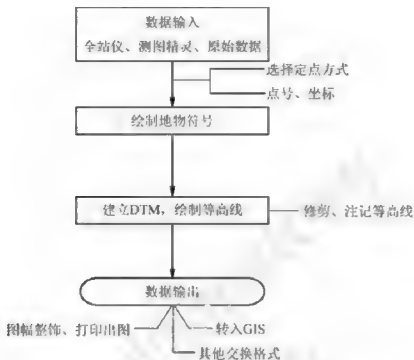 数据输入
全站仪、测图精灵、原始数据
选择定点方式
点号、坐标
绘制地物符号
建立DTM，绘制等高线
修剪、注记等高线
数据输出
图幅整饰、打印出图
转入GIS
其他交换格式